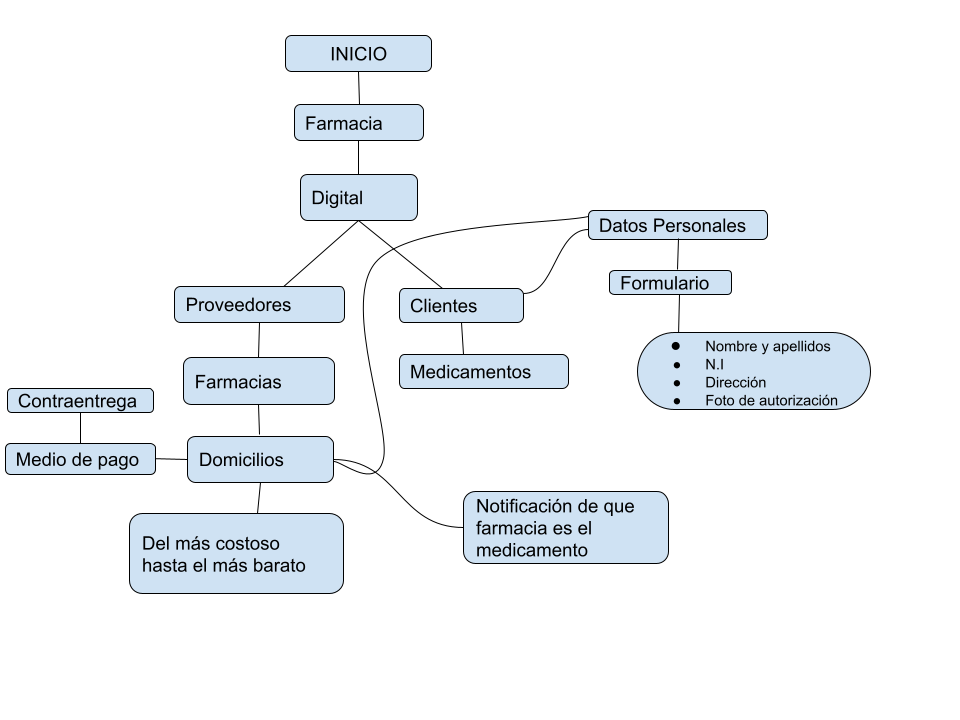 INICIO
Farmacia
Digital
Datos Personales
Formulario
Proveedores
Clientes
● Nombre y apellidos
● N.I
● Dirección
● Foto de autorización
Farmacias
Medicamentos
Contraentrega
Medio de pago
Domicilios
Notificación de que
farmacia es el
medicamento
Del más costoso
hasta el más barato